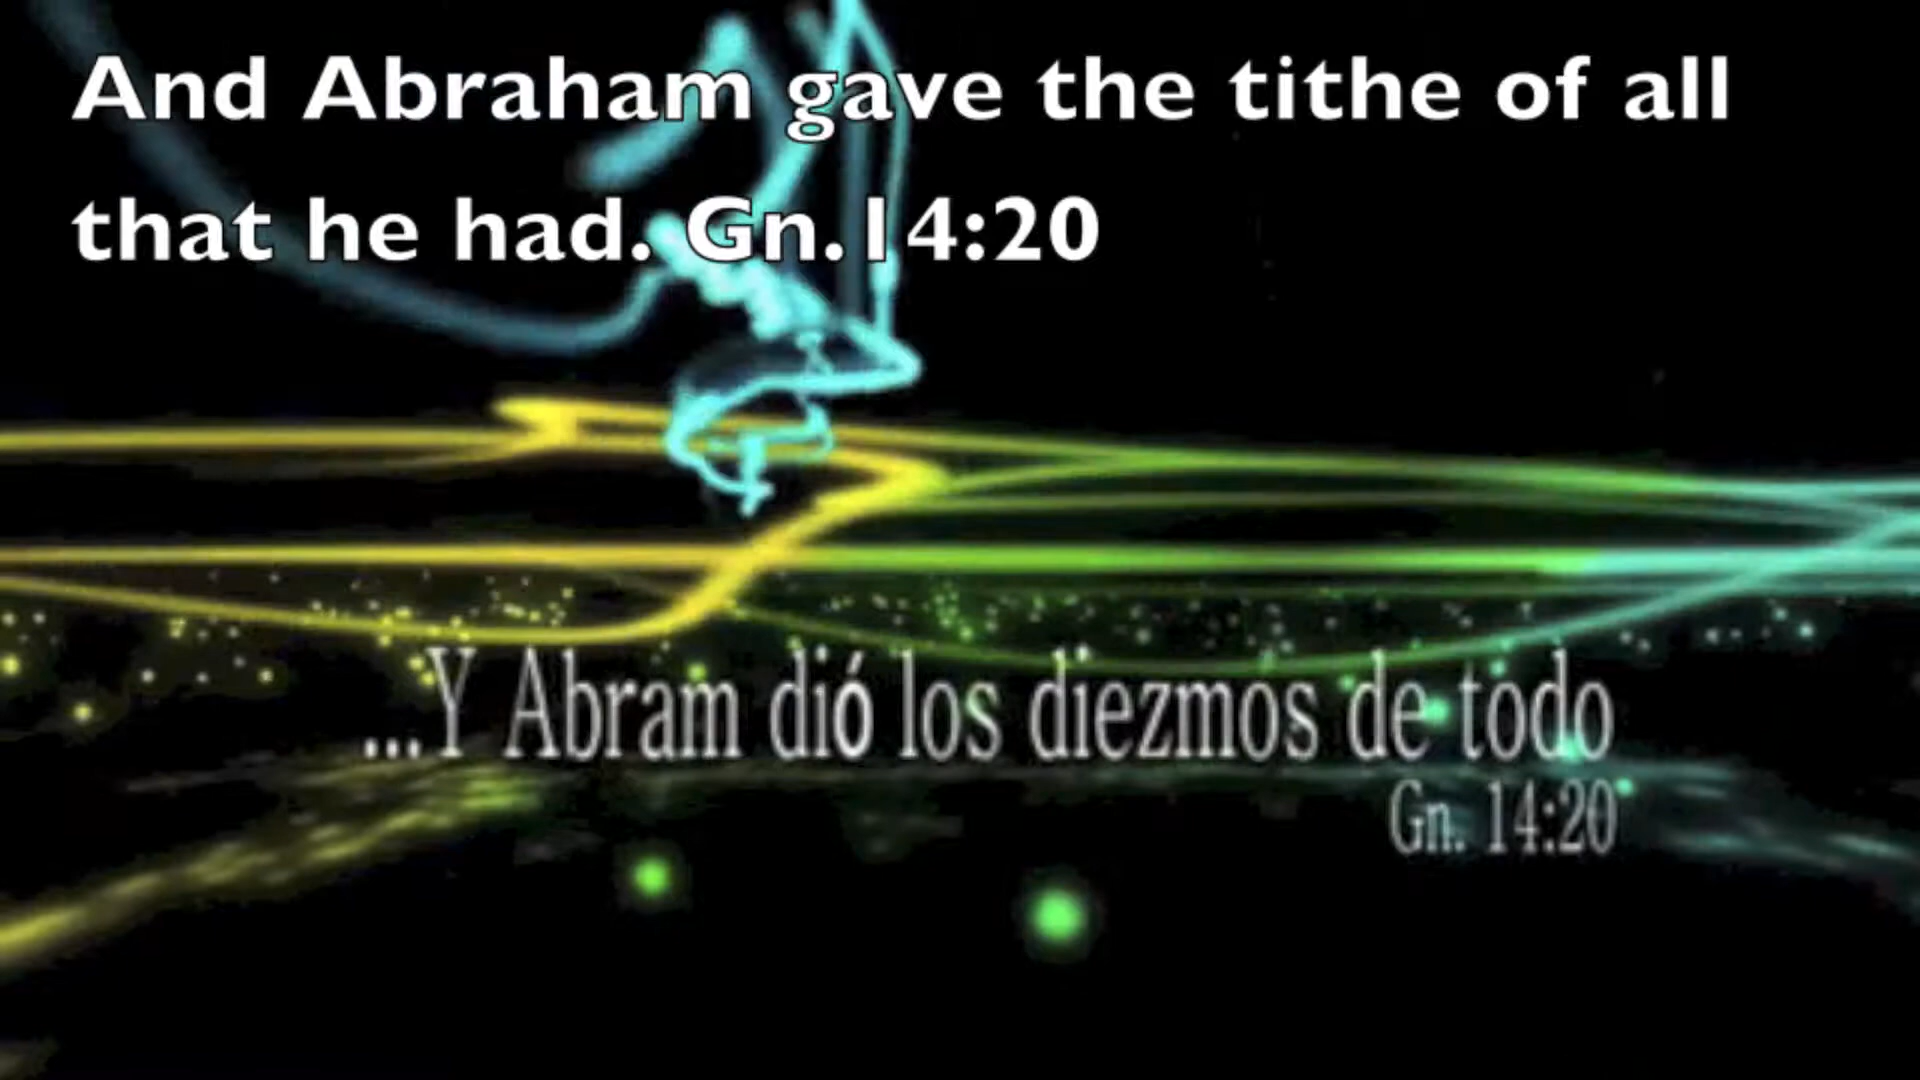 And Abraham gave the tithe of all
that he had. Gn.14:20
...Y Abram dió los diezmos de todo
Gn. 14:20